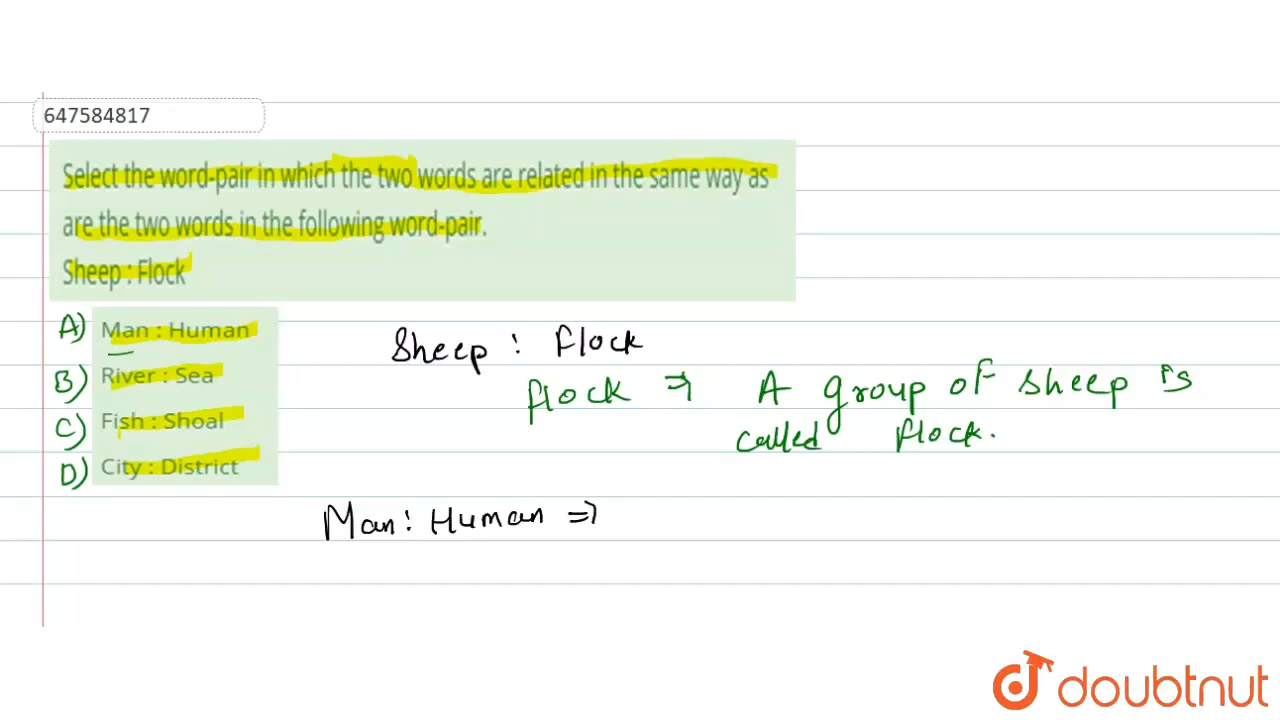 647584817
Select the word-pair in which the two words are related in the same way as
are the two words in the following word-pair.
Sheep : Flock
A) Man : Human
B) River : Sea
C) Fish : Shoal
D) City : District
Sheep : Flock
flock ⇒ A group of sheep is
called flock.
Man : Human ⇒
doubtnut